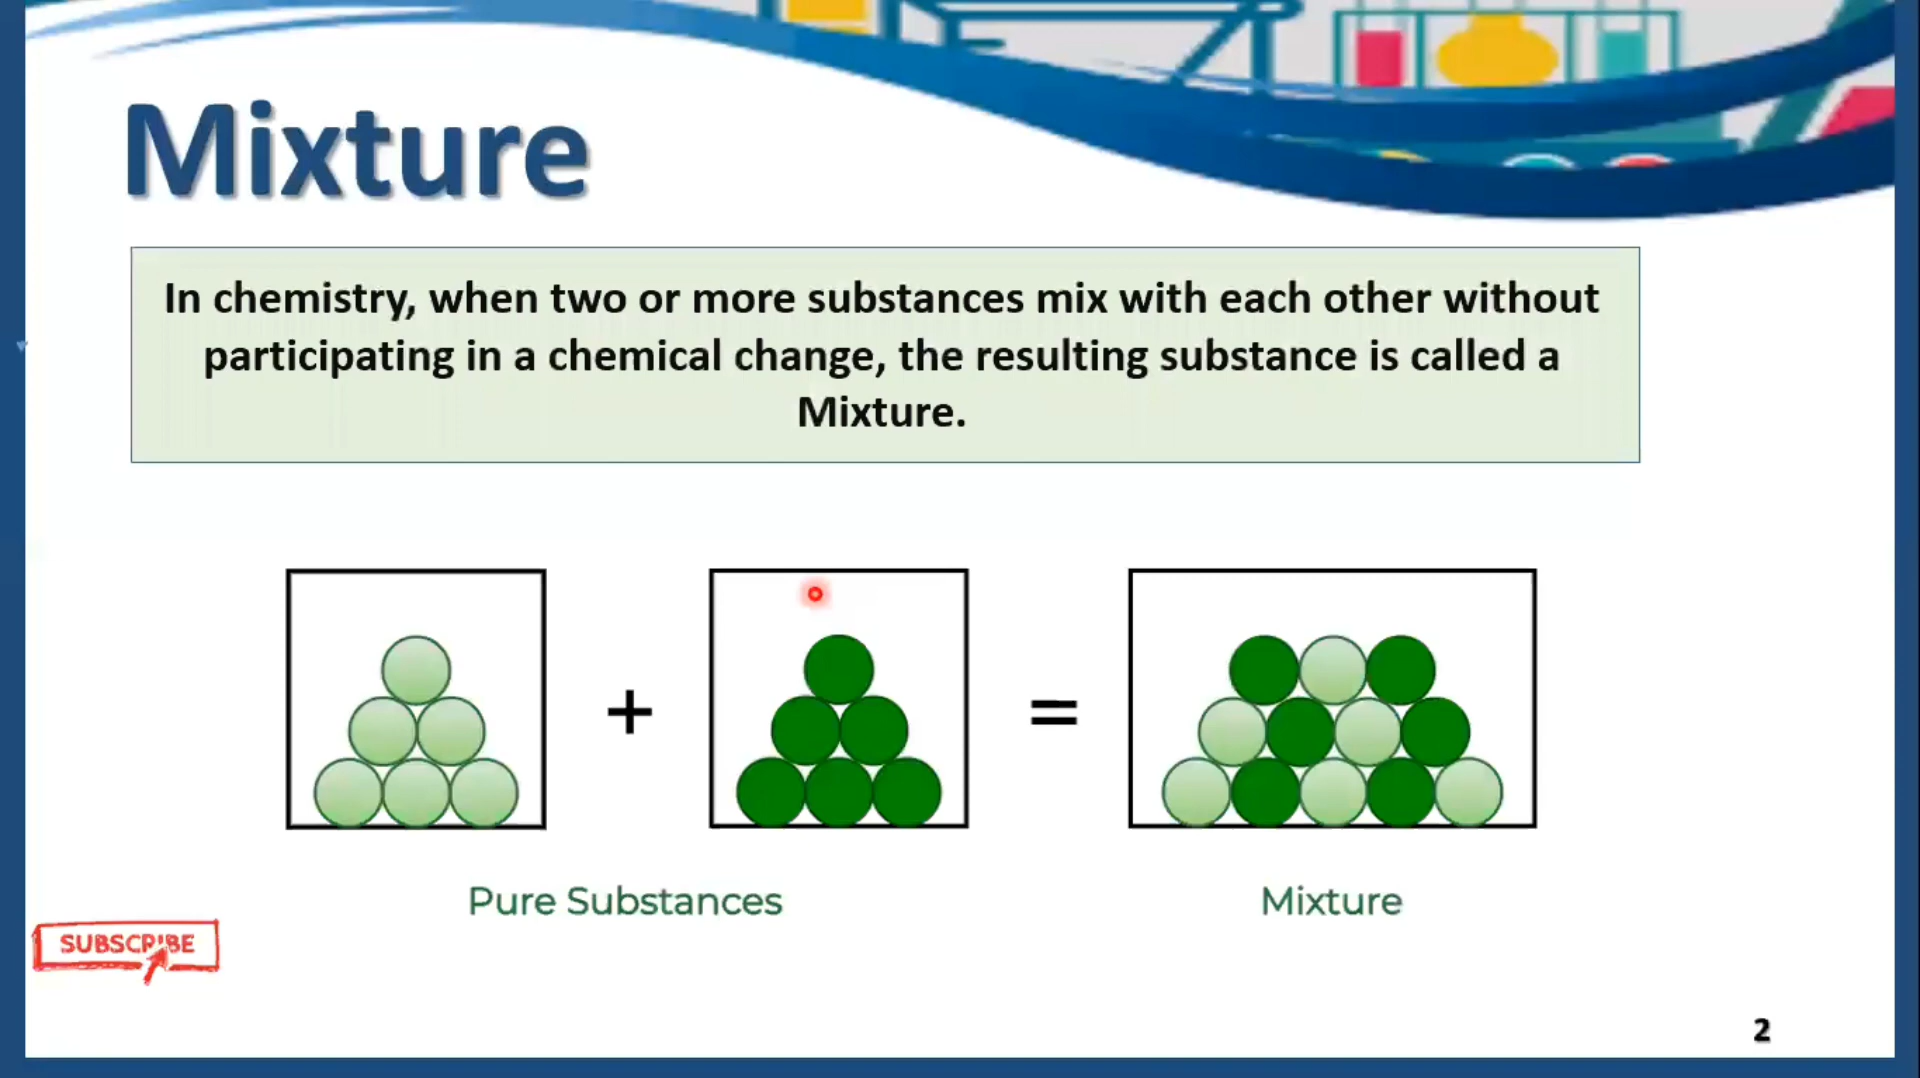 Mixture
In chemistry, when two or more substances mix with each other without
participating in a chemical change, the resulting substance is called a
Mixture.
+
=
Pure Substances
Mixture
SUBSCRIBE
2